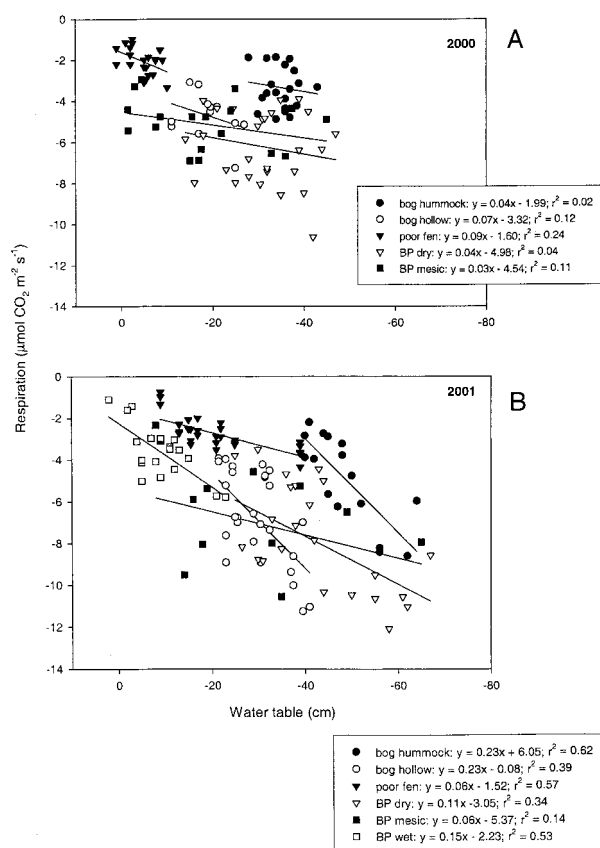 2000
A
0
-2
-4
-6
-8
-10
-12
-14
0
-20
-40
-60
-80
bog hummock: y = 0.04x - 1.99; r² = 0.02
bog hollow: y = 0.07x - 3.32; r² = 0.12
poor fen: y = 0.09x - 1.60; r² = 0.24
BP dry: y = 0.04x - 4.98; r² = 0.04
BP mesic: y = 0.03x - 4.54; r² = 0.11
Respiration (μmol CO₂ m⁻² s⁻¹)
2001
B
0
-2
-4
-6
-8
-10
-12
-14
0
-20
-40
-60
-80
Water table (cm)
bog hummock: y = 0.23x + 6.05; r² = 0.62
bog hollow: y = 0.23x - 0.08; r² = 0.39
poor fen: y = 0.06x - 1.52; r² = 0.57
BP dry: y = 0.11x -3.05; r² = 0.34
BP mesic: y = 0.06x - 5.37; r² = 0.14
BP wet: y = 0.15x - 2.23; r² = 0.53